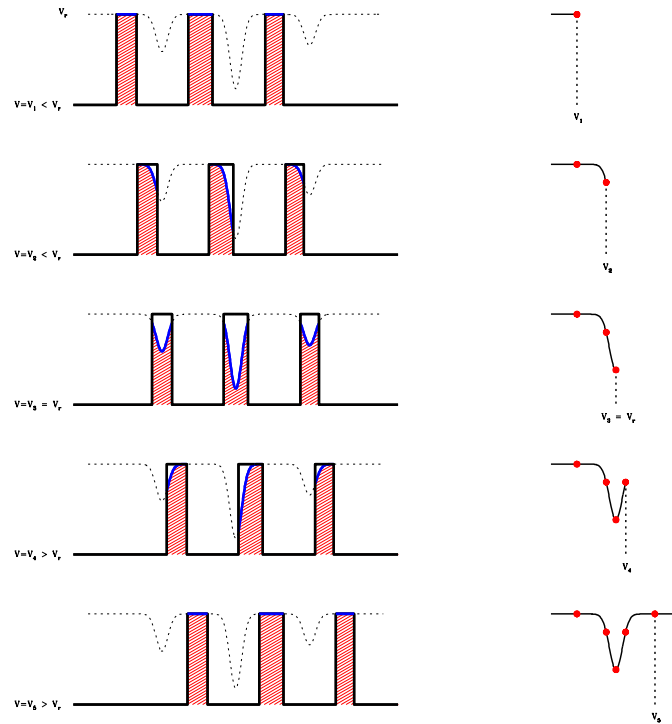 V_r
V=V_1 < V_r
V_1
V=V_2 < V_r
V_2
V=V_3 = V_r
V_3 = V_r
V=V_4 > V_r
V_4
V=V_5 > V_r
V_5